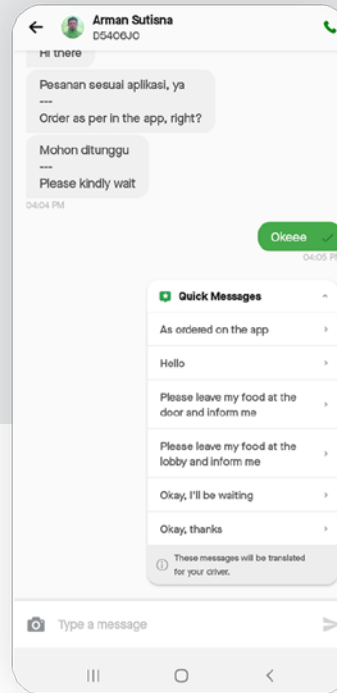 Arman Sutisna
D5406JO
Hi there
Pesanan sesuai aplikasi, ya
---
Order as per in the app, right?
Mohon ditunggu
---
Please kindly wait
04:04 PM
Okeee
04:05 PM
Quick Messages
As ordered on the app
Hello
Please leave my food at the
door and inform me
Please leave my food at the
lobby and inform me
Okay, I'll be waiting
Okay, thanks
These messages will be translated
for your driver.
Type a message